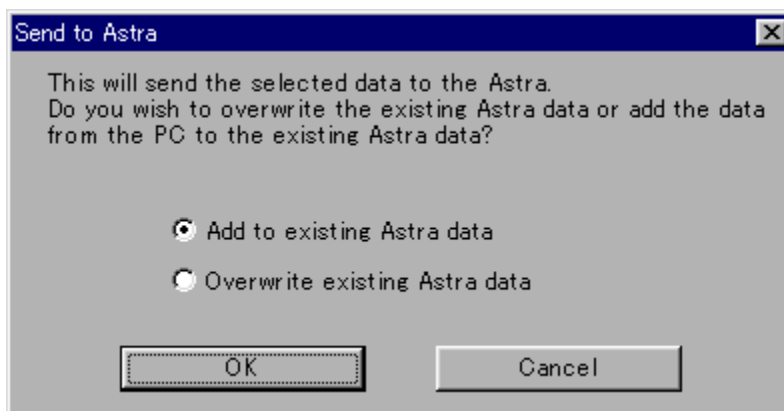 Send to Astra
This will send the selected data to the Astra.
Do you wish to overwrite the existing Astra data or add the data
from the PC to the existing Astra data?
Add to existing Astra data
Overwrite existing Astra data
OK
Cancel